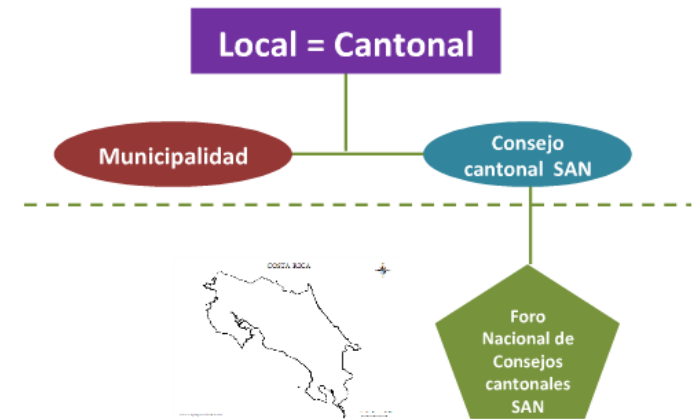 Local = Cantonal
Municipalidad
Consejo
cantonal SAN
COSTA RICA
Foro
Nacional de
Consejos
cantonales
SAN